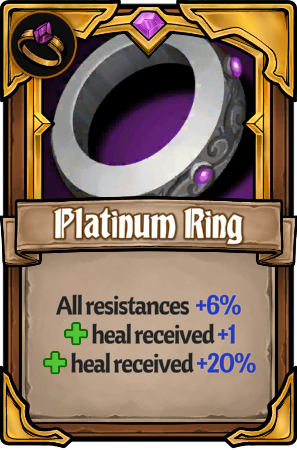 Platinum Ring
All resistances +6%
heal received +1
heal received +20%